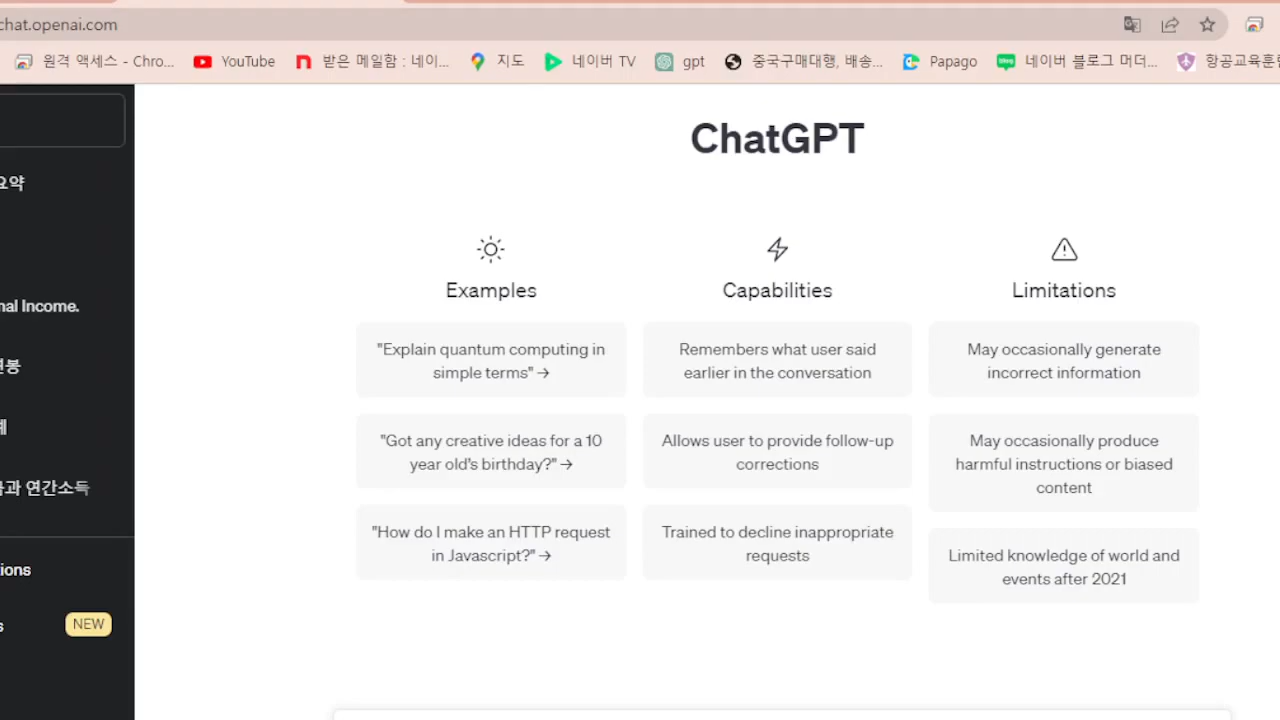 chat.openai.com
원격 액세스 - Chro...
YouTube
받은 메일함 : 네이...
지도
네이버 TV
gpt
중국구매대행, 배송...
Papago
네이버 블로그 머더...
항공교육훈련
요약
nal Income.
연봉
과 연간소득
ions
s
NEW
ChatGPT
Examples
"Explain quantum computing in
simple terms" →
"Got any creative ideas for a 10
year old's birthday?" →
"How do I make an HTTP request
in Javascript?" →
Capabilities
Remembers what user said
earlier in the conversation
Allows user to provide follow-up
corrections
Trained to decline inappropriate
requests
Limitations
May occasionally generate
incorrect information
May occasionally produce
harmful instructions or biased
content
Limited knowledge of world and
events after 2021